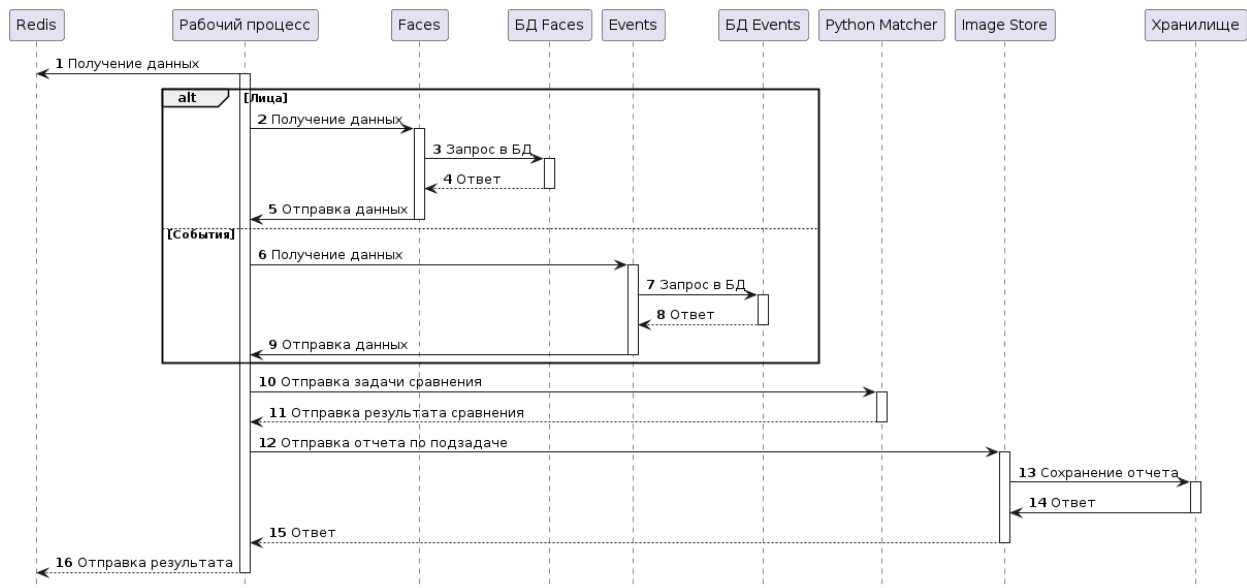 Redis
Рабочий процесс
Faces
БД Faces
Events
БД Events
Python Matcher
Image Store
Хранилище
1 Получение данных
alt
[Лица]
2 Получение данных
3 Запрос в БД
4 Ответ
5 Отправка данных
[События]
6 Получение данных
7 Запрос в БД
8 Ответ
9 Отправка данных
10 Отправка задачи сравнения
11 Отправка результата сравнения
12 Отправка отчета по подзадаче
13 Сохранение отчета
14 Ответ
15 Ответ
16 Отправка результата